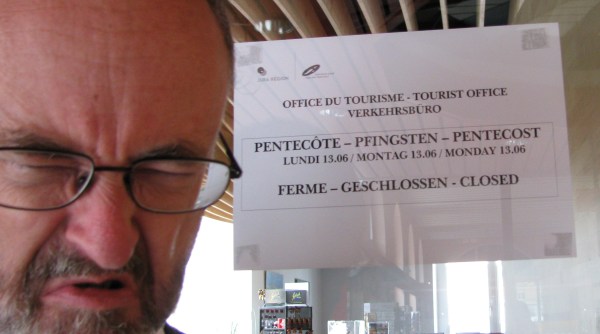 OFFICE DU TOURISME - TOURIST OFFICE
VERKEHRSBÜRO
PENTECÔTE – PFINGSTEN – PENTECOST
LUNDI 13.06 / MONTAG 13.06 / MONDAY 13.06
FERME – GESCHLOSSEN - CLOSED